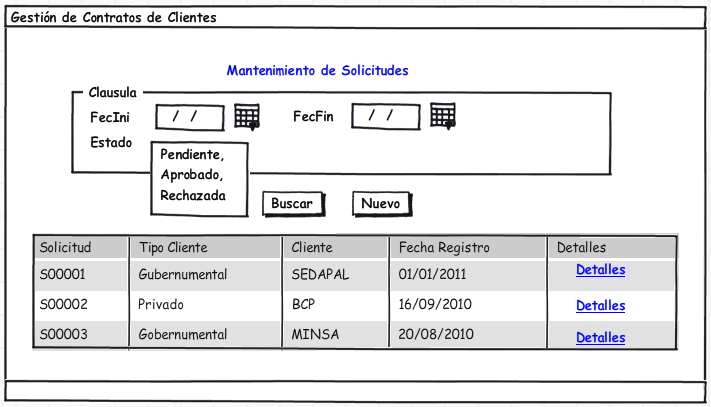 Gestión de Contratos de Clientes
Mantenimiento de Solicitudes
Clausula
FecIni / / FecFin / /
Estado
Pendiente,
Aprobado,
Rechazada
Buscar Nuevo
Solicitud Tipo Cliente Cliente Fecha Registro Detalles
S00001 Gubernumental SEDAPAL 01/01/2011 Detalles
S00002 Privado BCP 16/09/2010 Detalles
S00003 Gobernumental MINSA 20/08/2010 Detalles